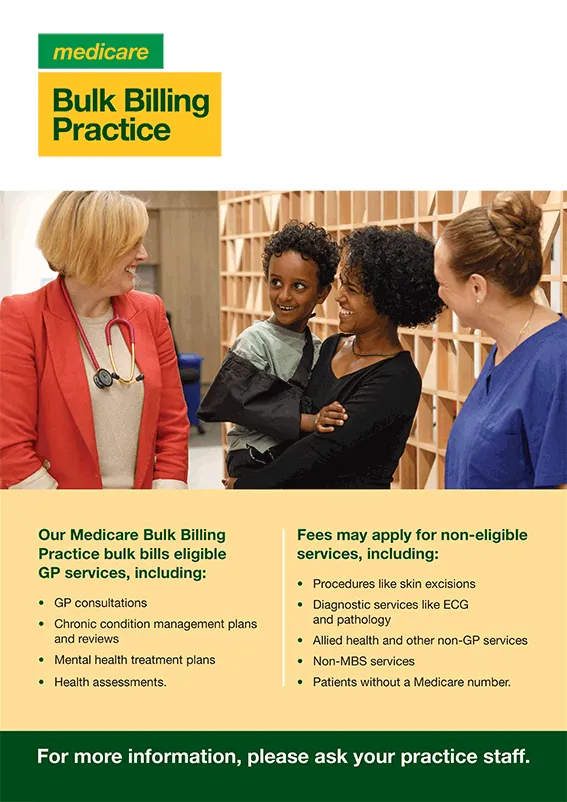 medicare
Bulk Billing
Practice
Our Medicare Bulk Billing
Practice bulk bills eligible
GP services, including:
• GP consultations
• Chronic condition management plans
and reviews
• Mental health treatment plans
• Health assessments.
Fees may apply for non-eligible
services, including:
• Procedures like skin excisions
• Diagnostic services like ECG
and pathology
• Allied health and other non-GP services
• Non-MBS services
• Patients without a Medicare number.
For more information, please ask your practice staff.